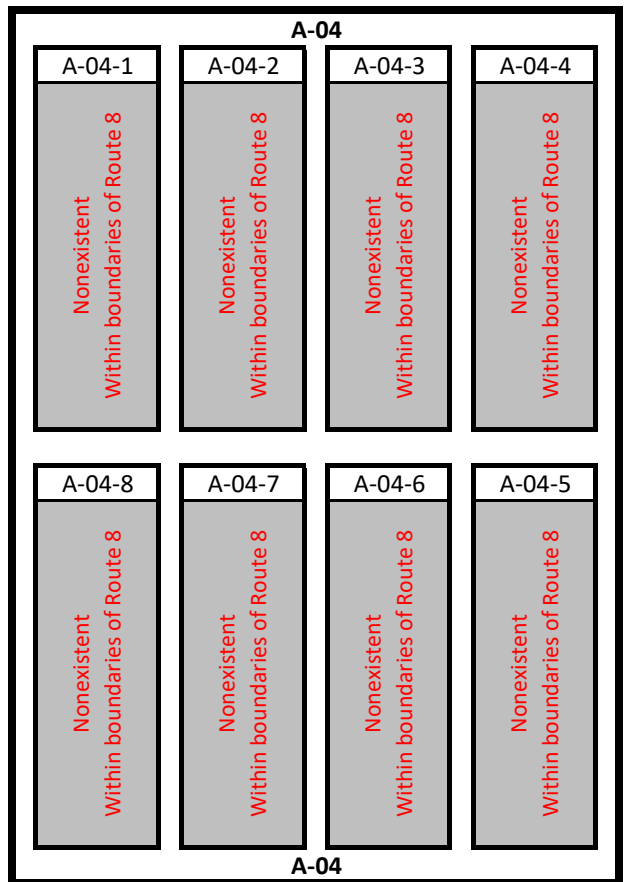 A-04
A-04-1
A-04-2
A-04-3
A-04-4
Nonexistent
Within boundaries of Route 8
Nonexistent
Within boundaries of Route 8
Nonexistent
Within boundaries of Route 8
Nonexistent
Within boundaries of Route 8
A-04-8
A-04-7
A-04-6
A-04-5
Nonexistent
Within boundaries of Route 8
Nonexistent
Within boundaries of Route 8
Nonexistent
Within boundaries of Route 8
Nonexistent
Within boundaries of Route 8
A-04